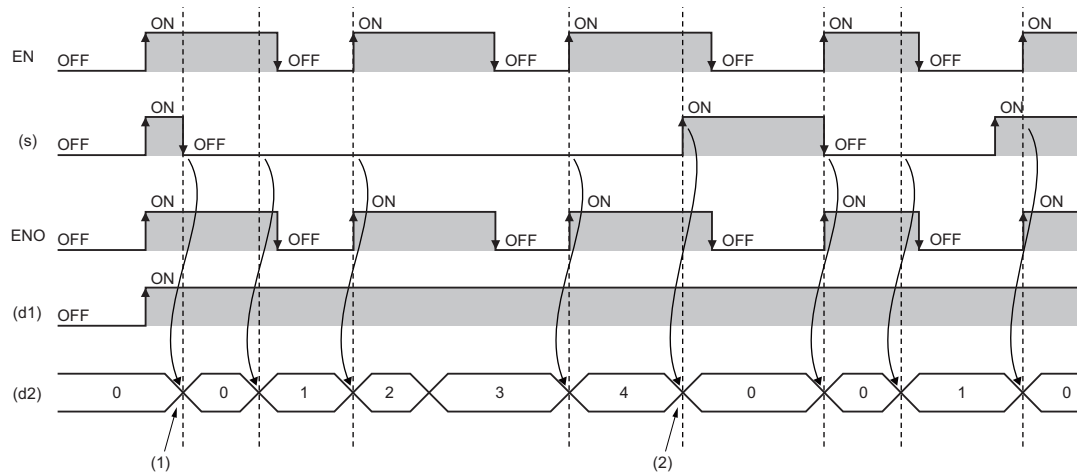 ON ON ON ON ON
EN OFF OFF OFF OFF OFF
ON ON ON
(s) OFF OFF OFF
ON ON ON ON ON
ENO OFF OFF OFF OFF OFF
ON
(d1) OFF
(d2) 0 0 1 2 3 4 0 0 1 0
(1) (2)